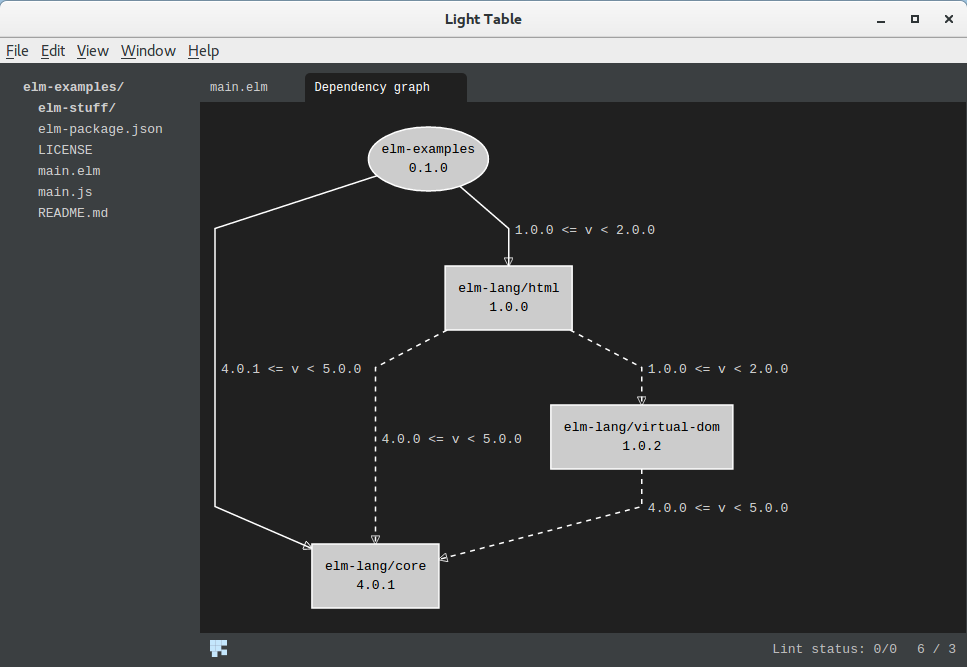 Light Table
File Edit View Window Help
elm-examples/
elm-stuff/
elm-package.json
LICENSE
main.elm
main.js
README.md
main.elm
Dependency graph
elm-examples
0.1.0
1.0.0 <= v < 2.0.0
elm-lang/html
1.0.0
4.0.1 <= v < 5.0.0
1.0.0 <= v < 2.0.0
4.0.0 <= v < 5.0.0
elm-lang/virtual-dom
1.0.2
4.0.0 <= v < 5.0.0
elm-lang/core
4.0.1
Lint status: 0/0 6 / 3